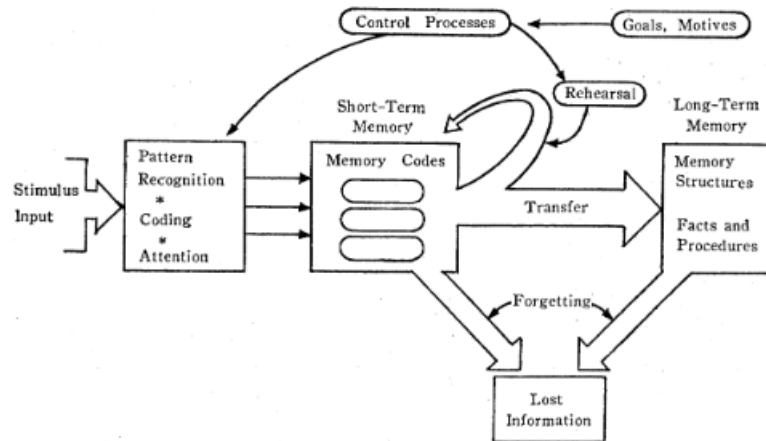 Control Processes
Goals, Motives
Rehearsal
Short-Term
Memory
Long-Term
Memory
Stimulus
Input
Pattern
Recognition
*
Coding
*
Attention
Memory Codes
Transfer
Memory
Structures
Facts and
Procedures
Forgetting
Lost
Information